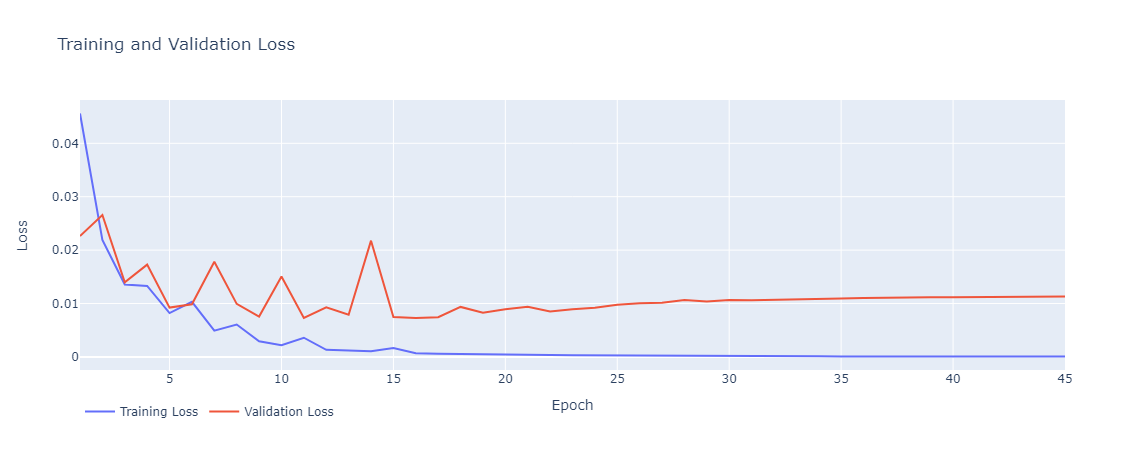 Training and Validation Loss
0.04
0.03
0.02
0.01
0
Loss
5 10 15 20 25 30 35 40 45
Epoch
Training Loss Validation Loss